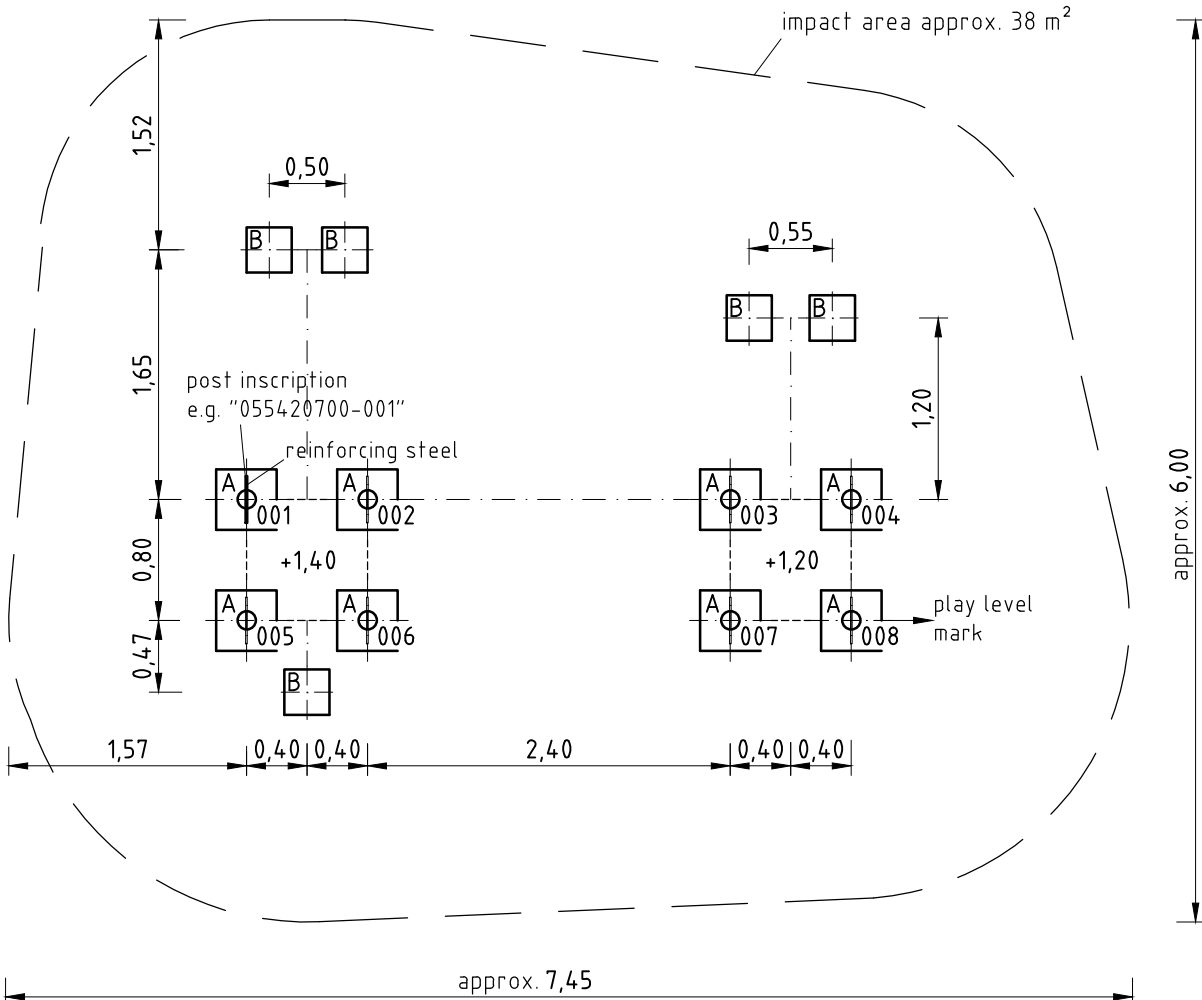 impact area approx. 38 m²
1,52
0,50
B
B
0,55
B
B
1,65
post inscription
e.g. "055420700-001"
reinforcing steel
1,20
approx. 6,00
A
001
A
002
A
003
A
004
0,80
+1,40
+1,20
A
005
A
006
A
007
A
008
play level
mark
0,47
B
1,57
0,40
0,40
2,40
0,40
0,40
approx. 7,45